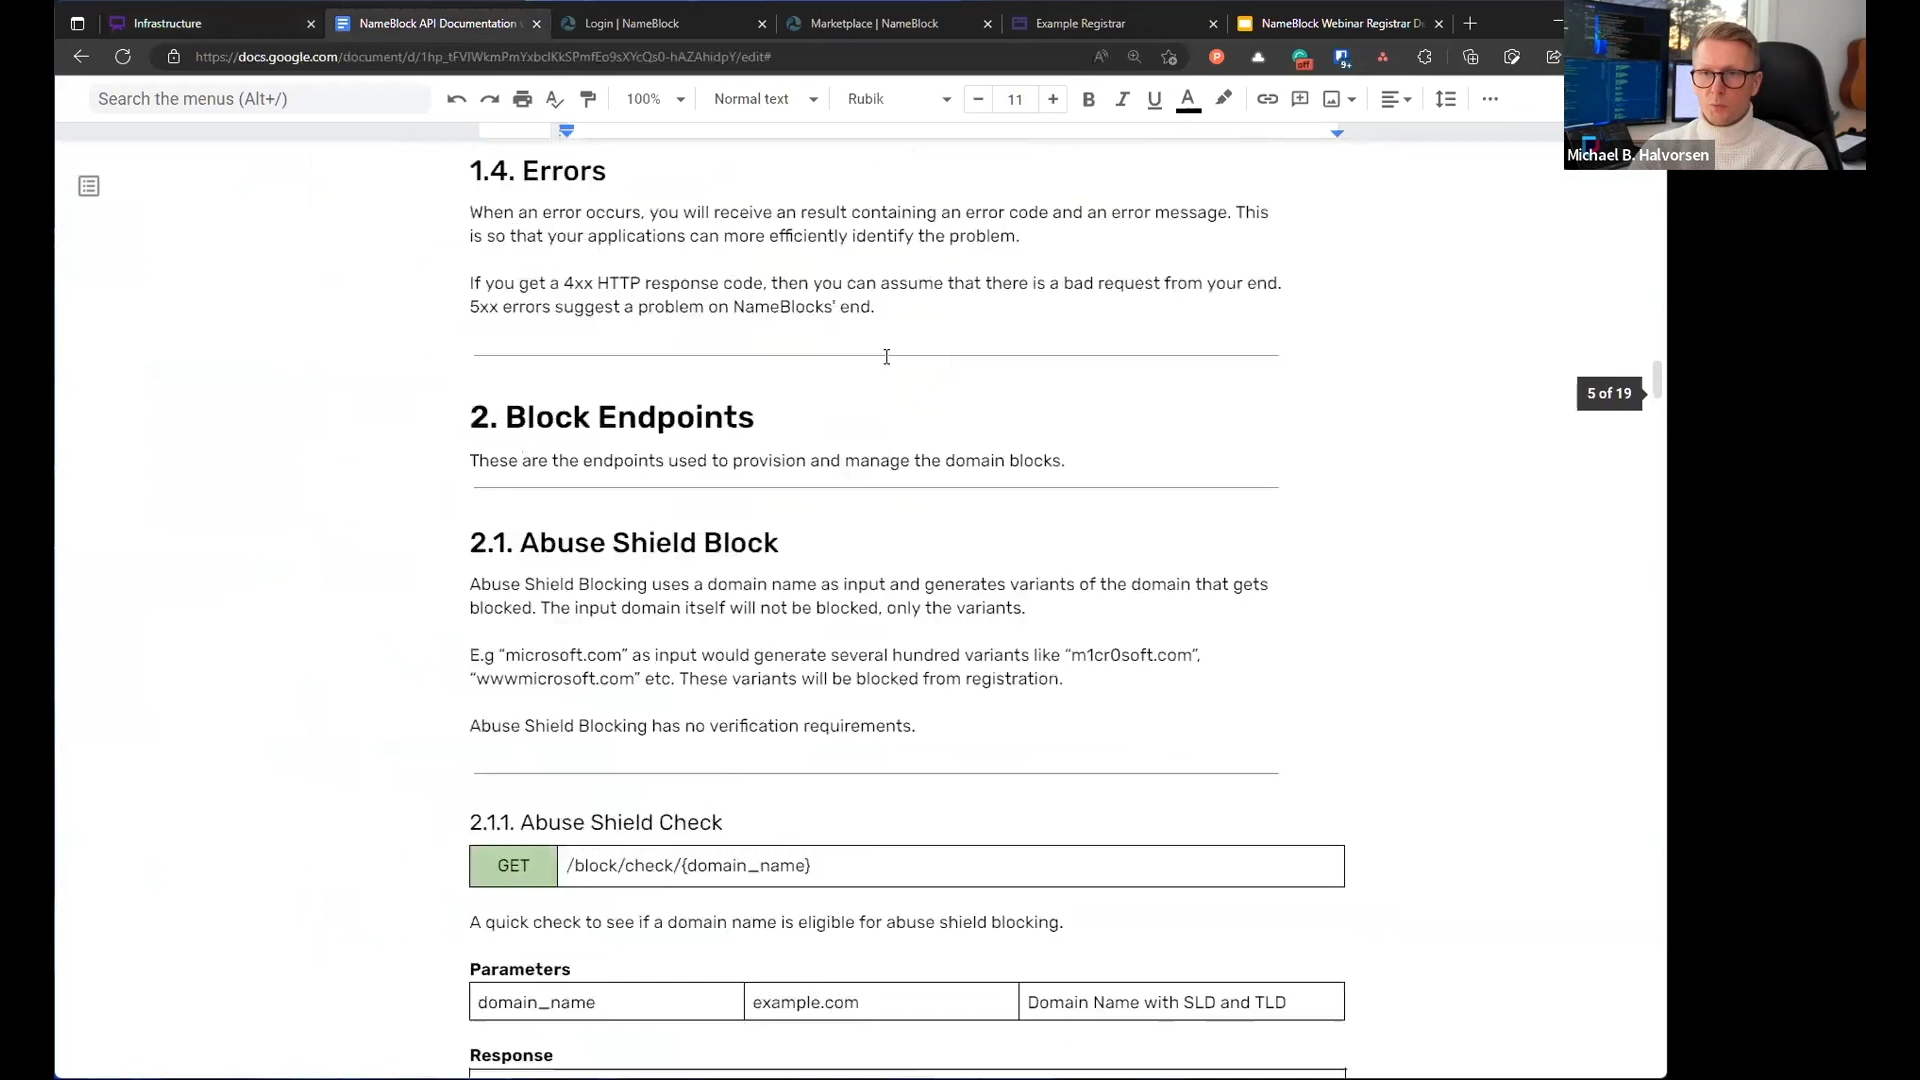 Infrastructure
NameBlock API Documentation
Login | NameBlock
Marketplace | NameBlock
Example Registrar
NameBlock Webinar Registrar De
https://docs.google.com/document/d/1hp_tFVIWkmPmYxbcIKkSPmfEo9sXYcQs0-hAZAhidpY/edit#
off
9+
Search the menus (Alt+/)
100%
Normal text
Rubik
11
Michael B. Halvorsen
1.4. Errors
When an error occurs, you will receive an result containing an error code and an error message. This
is so that your applications can more efficiently identify the problem.
If you get a 4xx HTTP response code, then you can assume that there is a bad request from your end.
5xx errors suggest a problem on NameBlocks' end.
5 of 19
2. Block Endpoints
These are the endpoints used to provision and manage the domain blocks.
2.1. Abuse Shield Block
Abuse Shield Blocking uses a domain name as input and generates variants of the domain that gets
blocked. The input domain itself will not be blocked, only the variants.
E.g “microsoft.com” as input would generate several hundred variants like “m1cr0soft.com”,
“wwwmicrosoft.com” etc. These variants will be blocked from registration.
Abuse Shield Blocking has no verification requirements.
2.1.1. Abuse Shield Check
GET /block/check/{domain_name}
A quick check to see if a domain name is eligible for abuse shield blocking.
Parameters
domain_name example.com Domain Name with SLD and TLD
Response